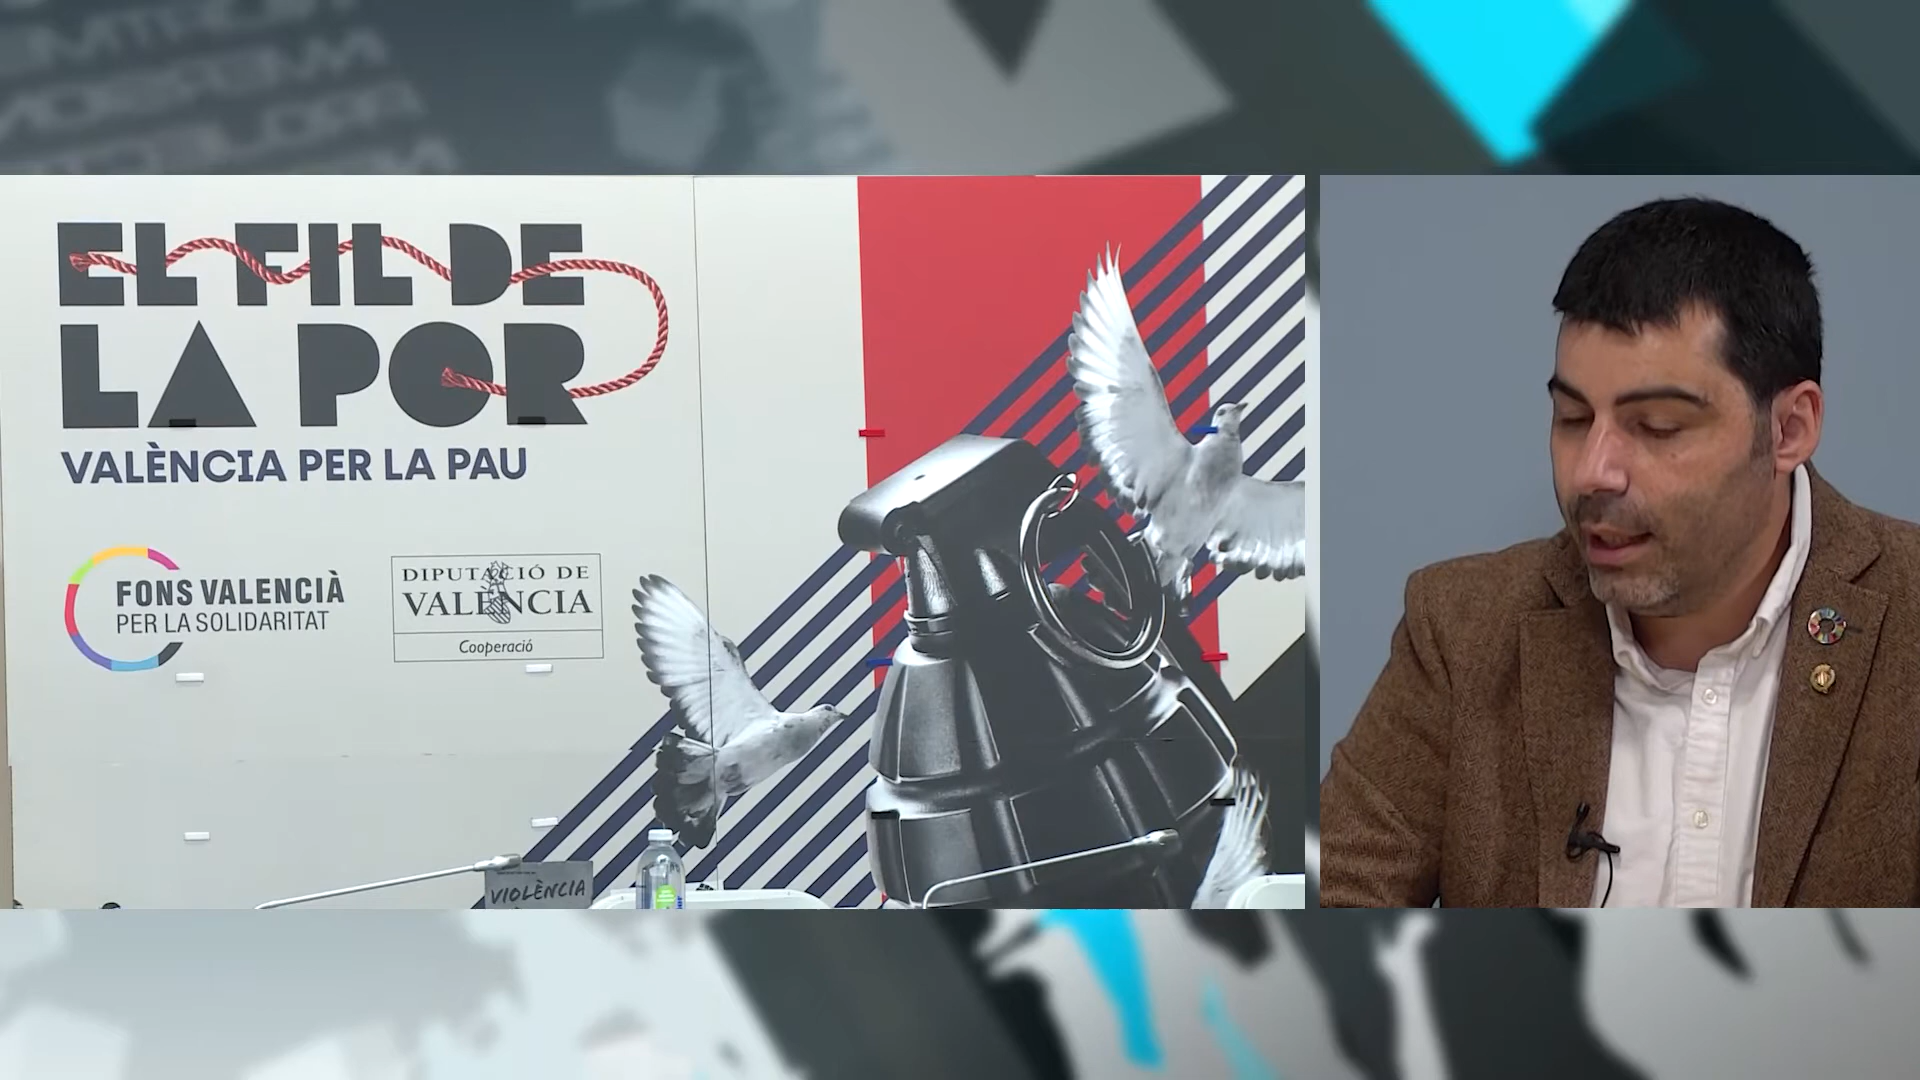 EL FIL DE
LA POR
VALÈNCIA PER LA PAU
FONS VALENCIÀ
PER LA SOLIDARITAT
DIPUTACIÓ DE
VALÈNCIA
Cooperació
VIOLÈNCIA